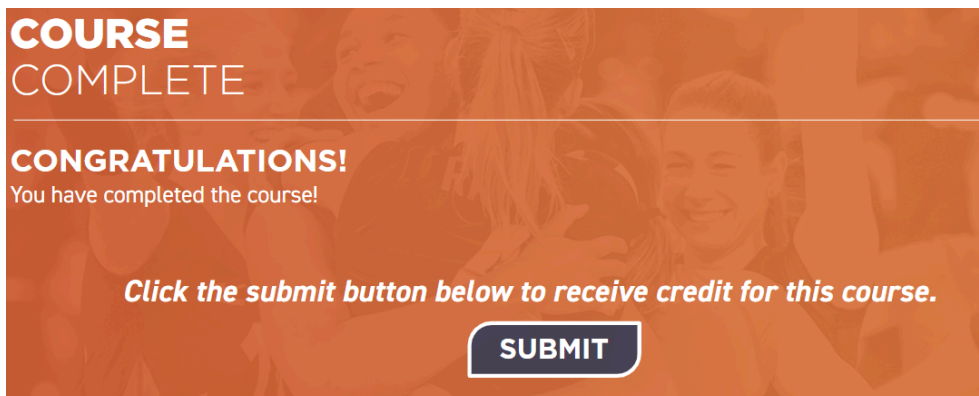 COURSE
COMPLETE
CONGRATULATIONS!
You have completed the course!
Click the submit button below to receive credit for this course.
SUBMIT